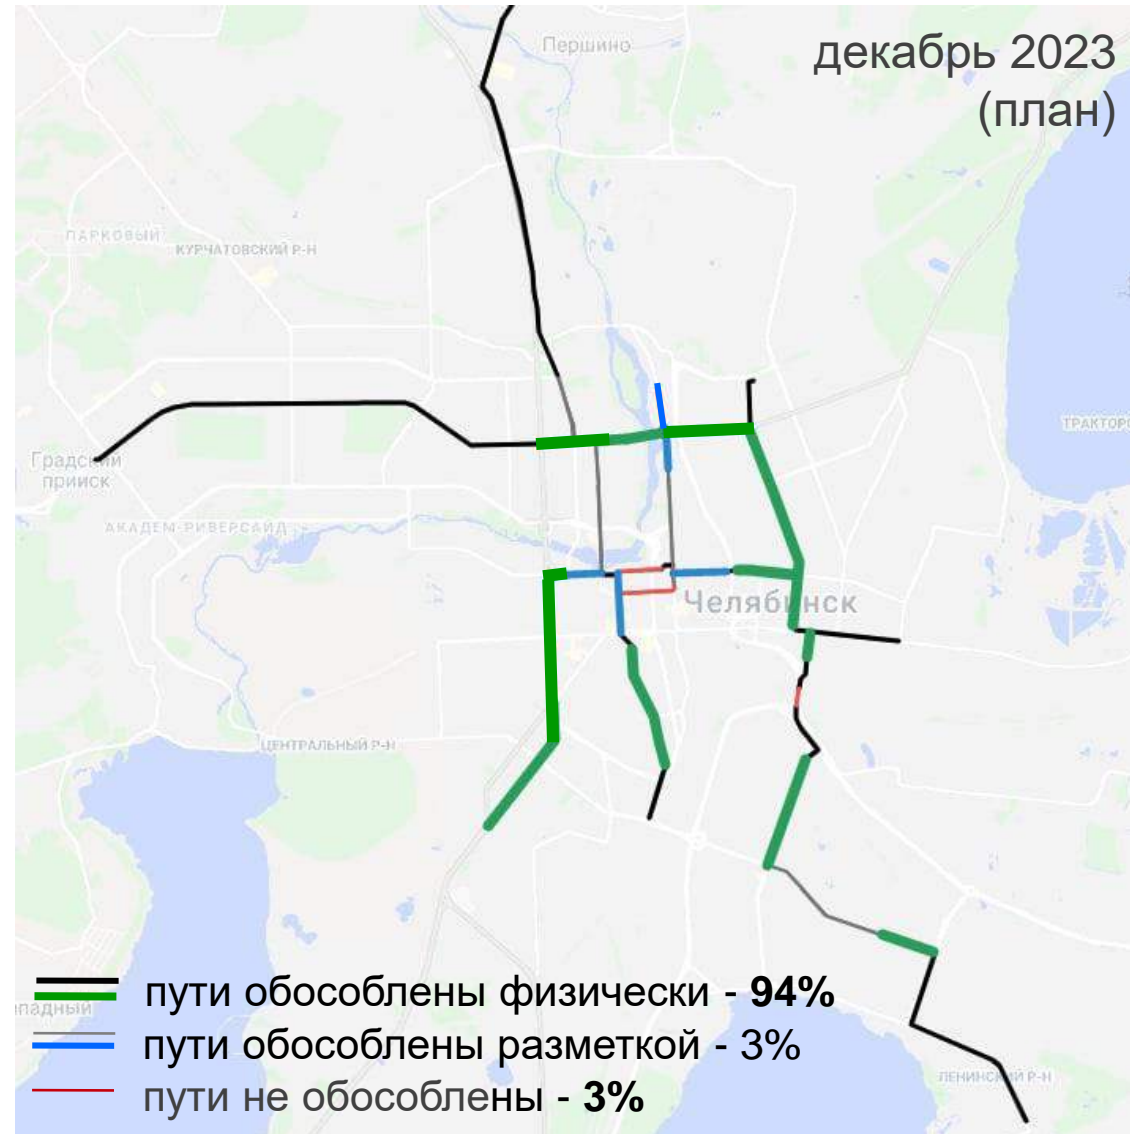 Першино
декабрь 2023
(план)
ПАРКОВЫЙ
КУРЧАТОВСКИЙ Р-Н
ТРАКТОРО
Градский
прииск
АКАДЕМ-РИВЕРСАЙД
Челябинск
ЦЕНТРАЛЬНЫЙ Р-Н
пути обособлены физически - 94%
падный
пути обособлены разметкой - 3%
ЛЕНИНСКИЙ Р-Н
пути не обособлены - 3%